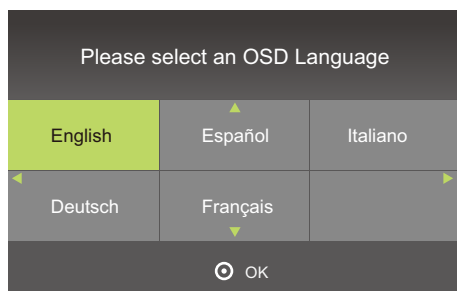 Please select an OSD Language
English Español Italiano
Deutsch Français
OK